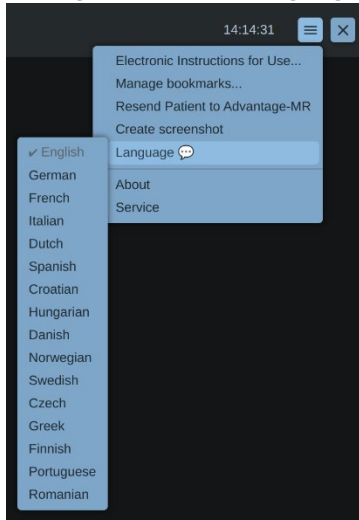 14:14:31
Electronic Instructions for Use...
Manage bookmarks...
Resend Patient to Advantage-MR
Create screenshot
Language 💬
About
Service
✔ English
German
French
Italian
Dutch
Spanish
Croatian
Hungarian
Danish
Norwegian
Swedish
Czech
Greek
Finnish
Portuguese
Romanian